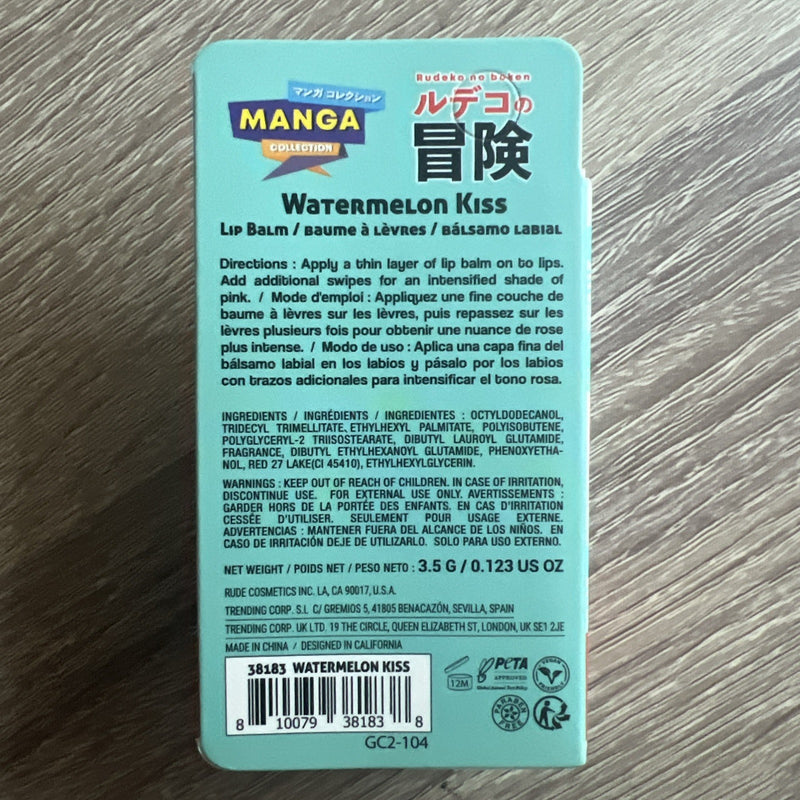 マンガ コレクション
MANGA
COLLECTION
Rudeko no boken
ルデコの
冒険
Watermelon Kiss
Lip Balm / baume à lèvres / bálsamo labial
Directions : Apply a thin layer of lip balm on to lips.
Add additional swipes for an intensified shade of
pink. / Mode d'emploi : Appliquez une fine couche de
baume à lèvres sur les lèvres, puis repassez sur les
lèvres plusieurs fois pour obtenir une nuance de rose
plus intense. / Modo de uso : Aplica una capa fina del
bálsamo labial en los labios y pásalo por los labios
con trazos adicionales para intensificar el tono rosa.
INGREDIENTS / INGRÉDIENTS / INGREDIENTES : OCTYLDODECANOL,
TRIDECYL TRIMELLITATE, ETHYLHEXYL PALMITATE, POLYISOBUTENE,
POLYGLYCERYL-2 TRIISOSTEARATE, DIBUTYL LAUROYL GLUTAMIDE,
FRAGRANCE, DIBUTYL ETHYLHEXANOYL GLUTAMIDE, PHENOXYETHA-
NOL, RED 27 LAKE(CI 45410), ETHYLHEXYLGLYCERIN.
WARNINGS : KEEP OUT OF REACH OF CHILDREN. IN CASE OF IRRITATION,
DISCONTINUE USE. FOR EXTERNAL USE ONLY. AVERTISSEMENTS :
GARDER HORS DE LA PORTÉE DES ENFANTS. EN CAS D'IRRITATION
CESSÉE D'UTILISER. SEULEMENT POUR USAGE EXTERNE.
ADVERTENCIAS : MANTENER FUERA DEL ALCANCE DE LOS NIÑOS. EN
CASO DE IRRITACIÓN DEJE DE UTILIZARLO. SOLO PARA USO EXTERNO.
NET WEIGHT / POIDS NET / PESO NETO : 3.5 G / 0.123 US OZ
RUDE COSMETICS INC. LA, CA 90017, U.S.A.
TRENDING CORP. S.L C/ GREMIOS 5, 41805 BENACAZÓN, SEVILLA, SPAIN
TRENDING CORP. UK LTD. 19 THE CIRCLE, QUEEN ELIZABETH ST, LONDON, UK SE1 2JE
MADE IN CHINA / DESIGNED IN CALIFORNIA
38183 WATERMELON KISS
8 10079 38183 8
GC2-104
12M
PETA
APPROVED
Global Animal Test Policy
VEGAN
FRIENDLY
PARABEN
FREE